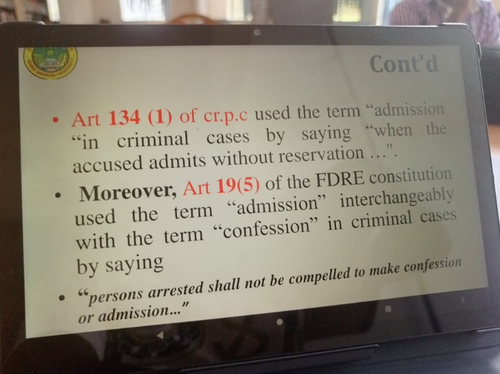 Cont'd
• Art 134 (1) of cr.p.c used the term “admission
“in criminal cases by saying “when the
accused admits without reservation …".
• Moreover, Art 19(5) of the FDRE constitution
used the term “admission” interchangeably
with the term “confession” in criminal cases
by saying
• “persons arrested shall not be compelled to make confession
or admission...”